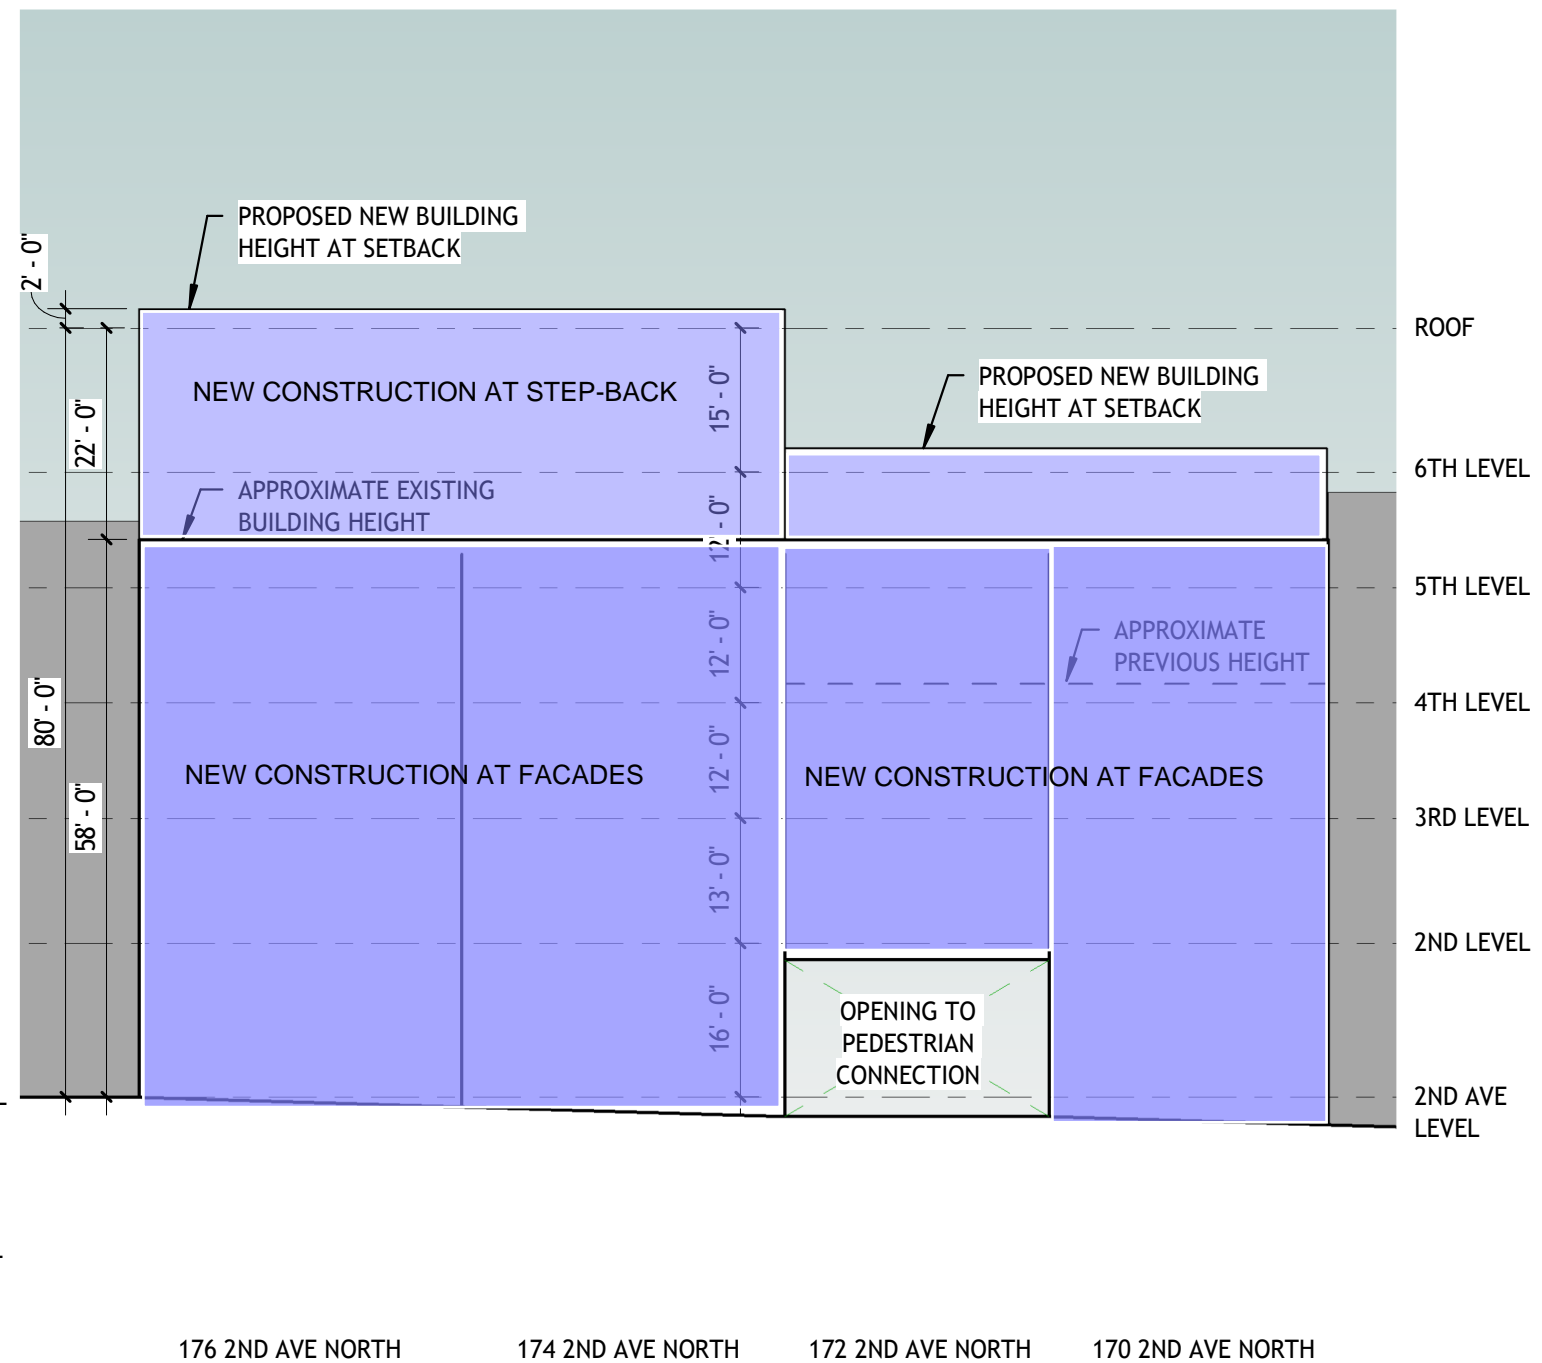 PROPOSED NEW BUILDING
HEIGHT AT SETBACK
2' - 0"
ROOF
NEW CONSTRUCTION AT STEP-BACK
15' - 0"
PROPOSED NEW BUILDING
HEIGHT AT SETBACK
22' - 0"
6TH LEVEL
APPROXIMATE EXISTING
BUILDING HEIGHT
12' - 0"
5TH LEVEL
12' - 0"
APPROXIMATE
PREVIOUS HEIGHT
80' - 0"
4TH LEVEL
12' - 0"
NEW CONSTRUCTION AT FACADES
NEW CONSTRUCTION AT FACADES
58' - 0"
3RD LEVEL
13' - 0"
2ND LEVEL
16' - 0"
OPENING TO
PEDESTRIAN
CONNECTION
2ND AVE
LEVEL
176 2ND AVE NORTH
174 2ND AVE NORTH
172 2ND AVE NORTH
170 2ND AVE NORTH